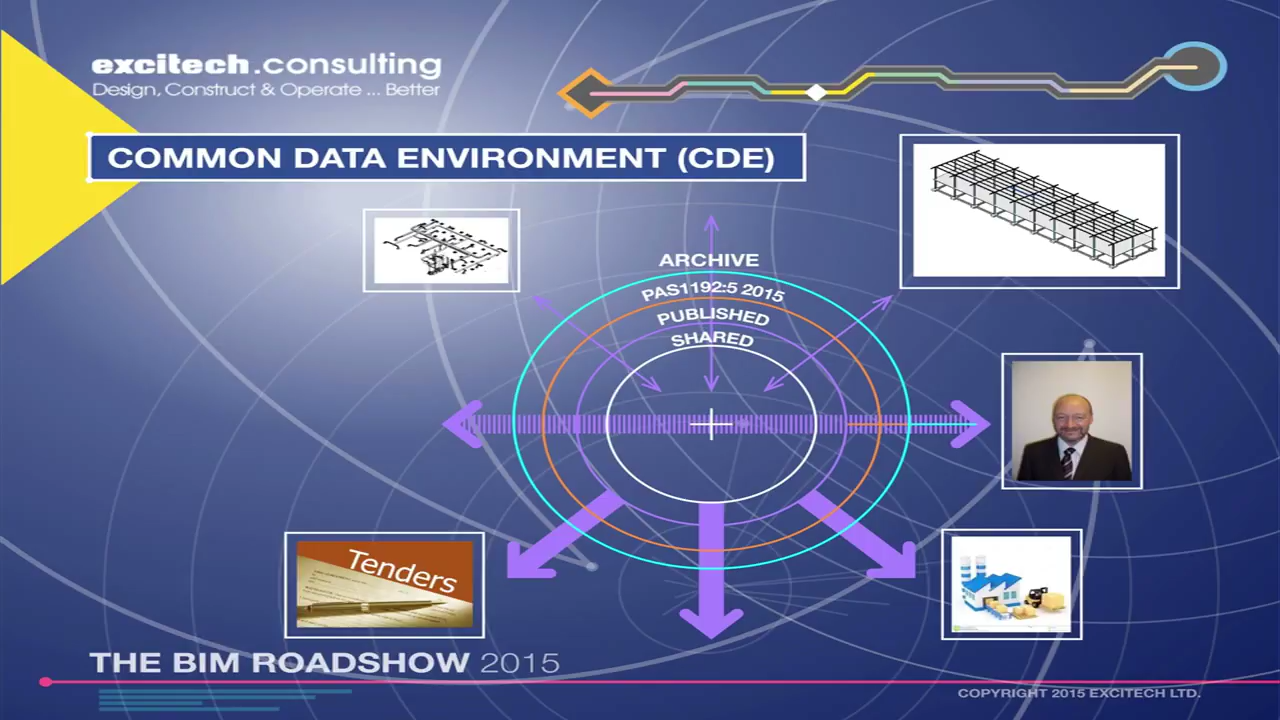 excitech.consulting
Design, Construct & Operate ... Better
COMMON DATA ENVIRONMENT (CDE)
ARCHIVE
PAS1192:5 2015
PUBLISHED
SHARED
Tenders
THE BIM ROADSHOW 2015
COPYRIGHT 2015 EXCITECH LTD.